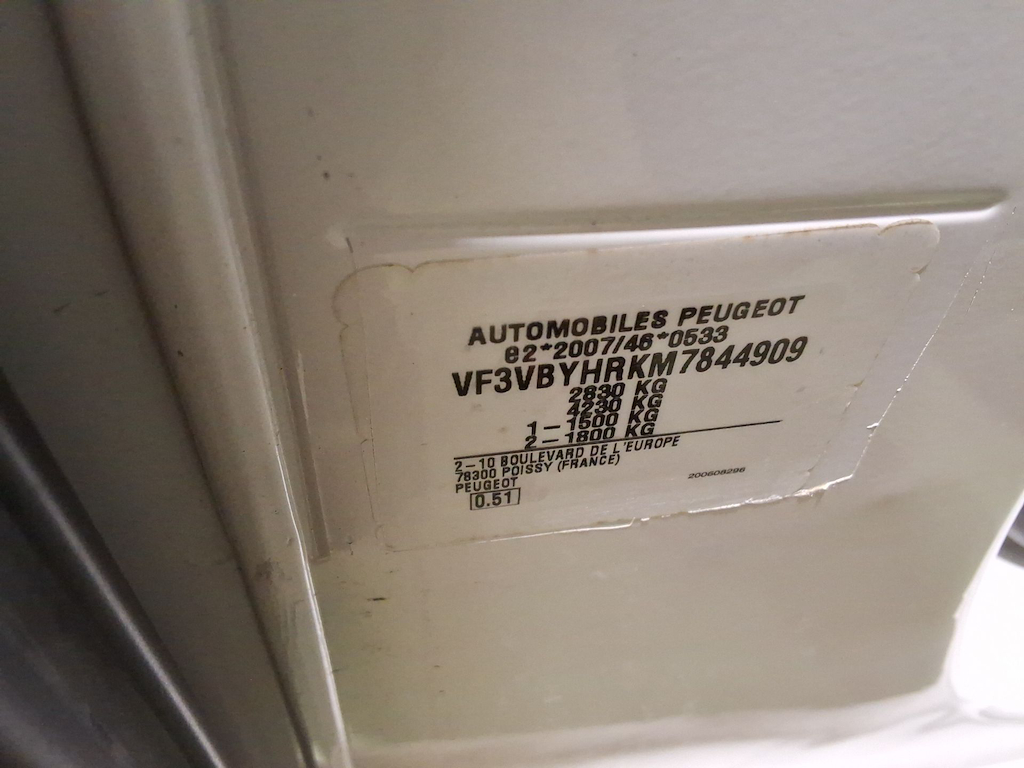 AUTOMOBILES PEUGEOT
e2*2007/46*0533
VF3VBYHRKM7844909
2830 KG
4230 KG
1-1500 KG
2-1800 KG
2-10 BOULEVARD DE L'EUROPE
78300 POISSY (FRANCE)
PEUGEOT
0.51
200608296